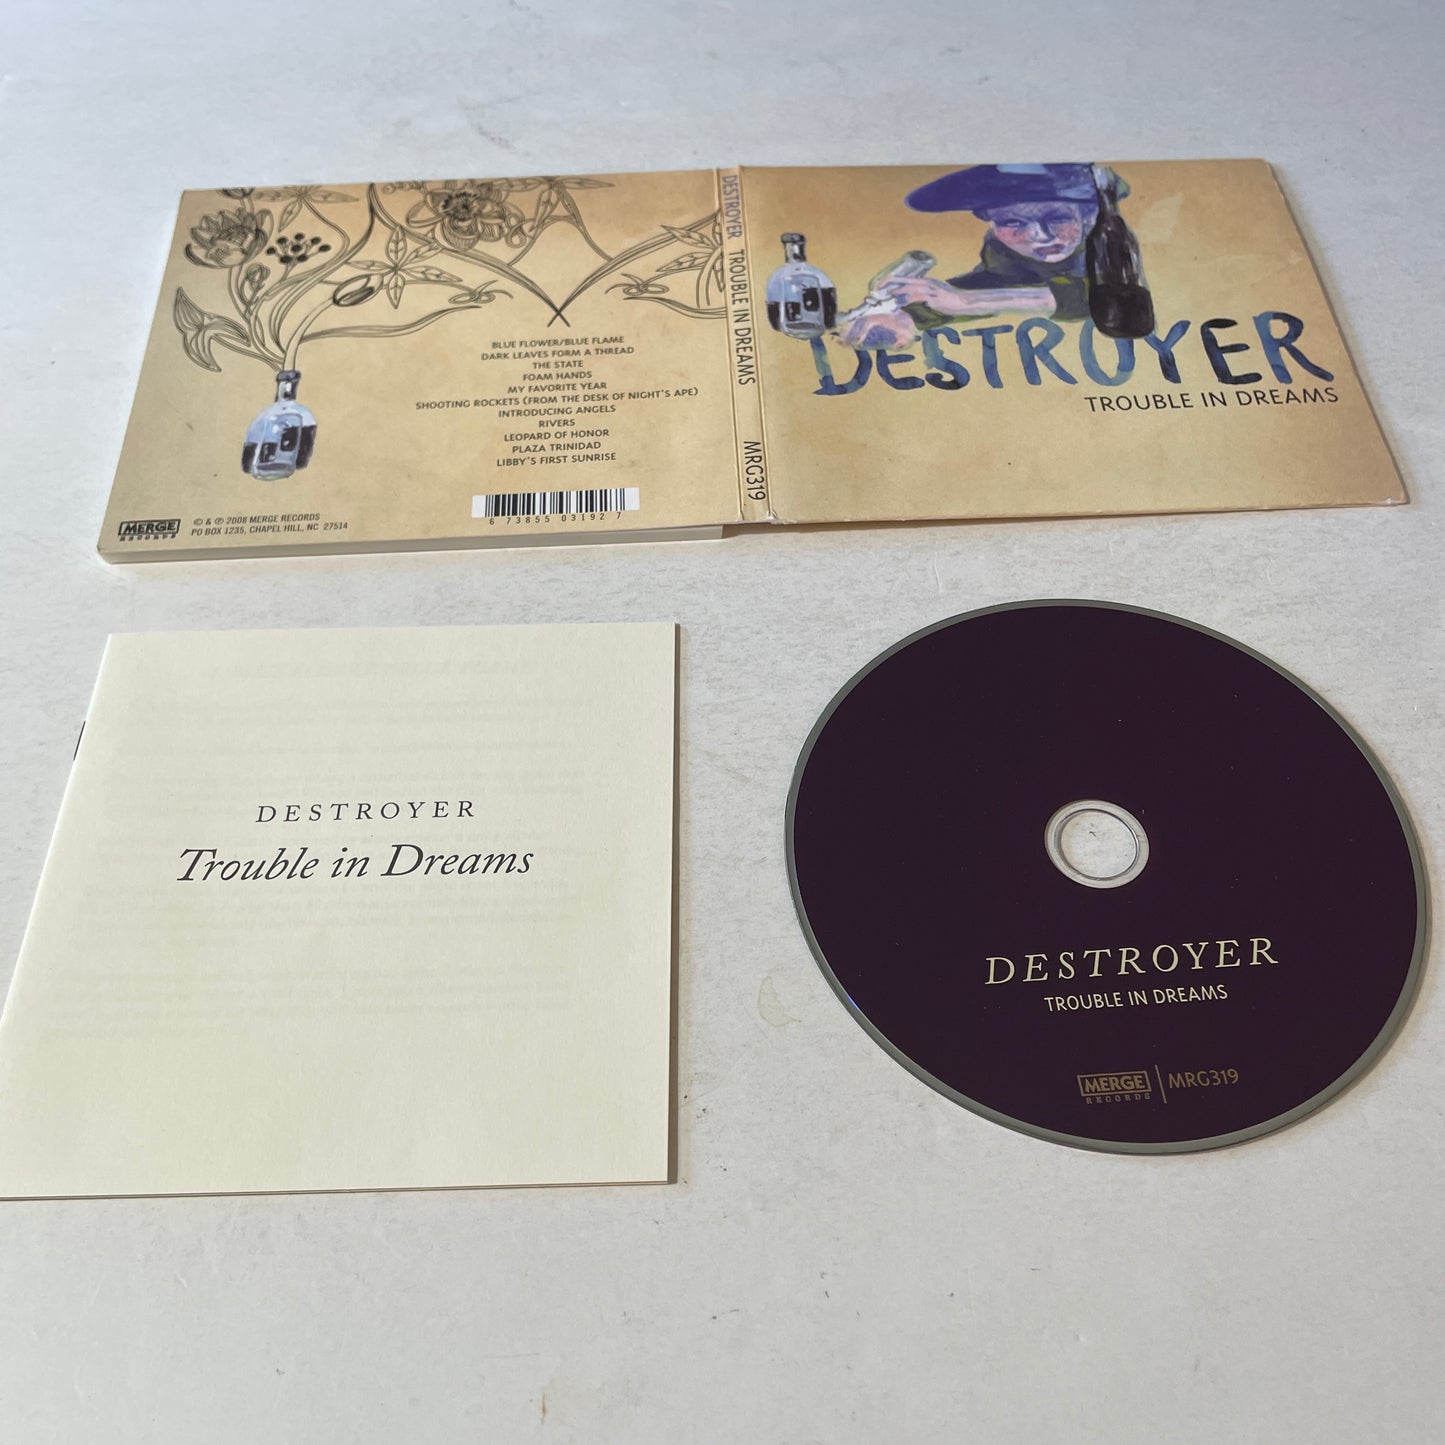 BLUE FLOWER/BLUE FLAME
DARK LEAVES FORM A THREAD
THE STATE
FOAM HANDS
MY FAVORITE YEAR
SHOOTING ROCKETS (FROM THE DESK OF NIGHT'S APE)
INTRODUCING ANGELS
RIVERS
LEOPARD OF HONOR
PLAZA TRINIDAD
LIBBY'S FIRST SUNRISE
6 73855 03192 7
MERGE
RECORDS
© & ℗ 2008 MERGE RECORDS
PO BOX 1235, CHAPEL HILL, NC 27514
DESTROYER TROUBLE IN DREAMS MRG319
DESTROYER
TROUBLE IN DREAMS
DESTROYER
Trouble in Dreams
DESTROYER
TROUBLE IN DREAMS
MERGE
RECORDS
MRG319